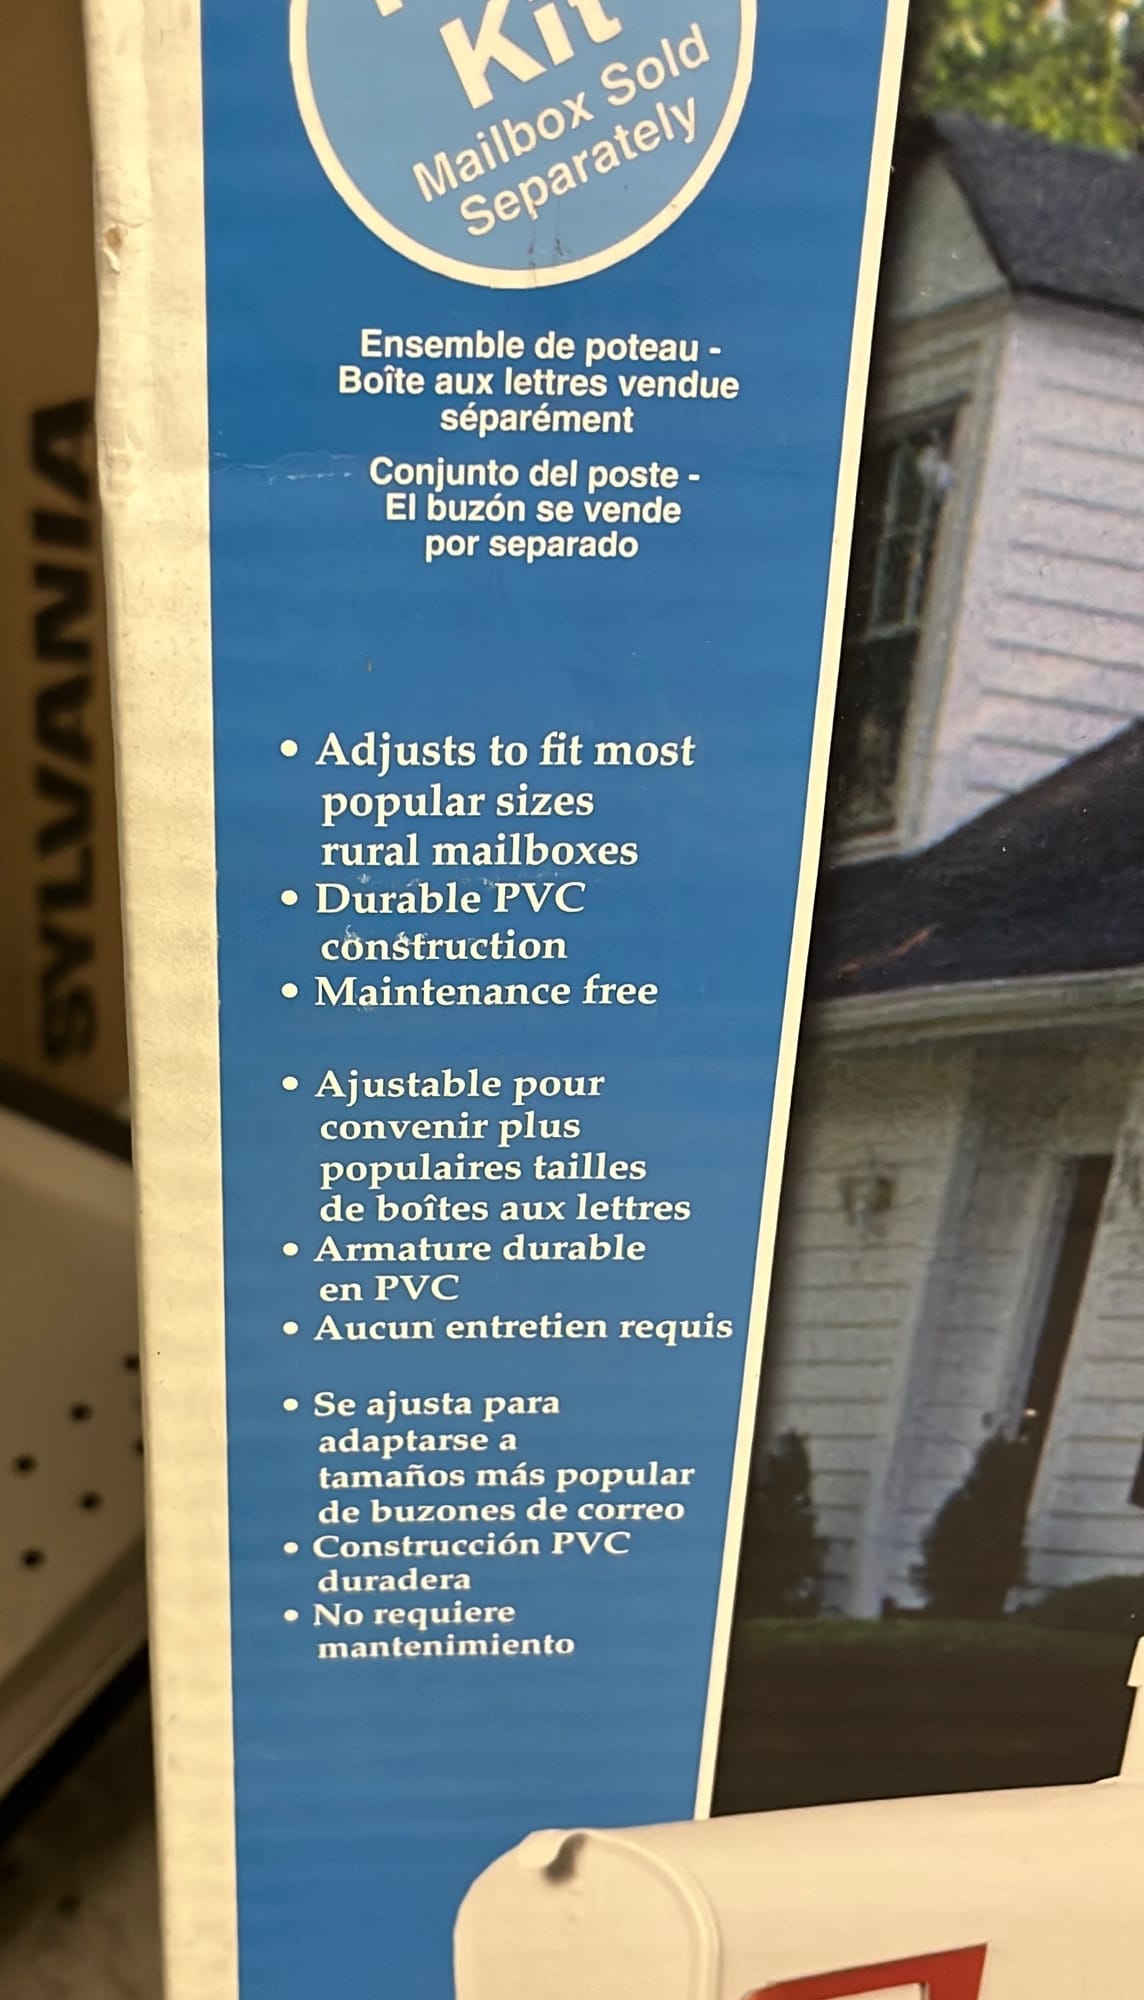 Kit
Mailbox Sold
Separately
Ensemble de poteau -
Boîte aux lettres vendue
séparément
Conjunto del poste -
El buzón se vende
por separado
• Adjusts to fit most
popular sizes
rural mailboxes
• Durable PVC
construction
• Maintenance free
• Ajustable pour
convenir plus
populaires tailles
de boîtes aux lettres
• Armature durable
en PVC
• Aucun entretien requis
• Se ajusta para
adaptarse a
tamaños más popular
de buzones de correo
• Construcción PVC
duradera
• No requiere
mantenimiento
SYLVANIA